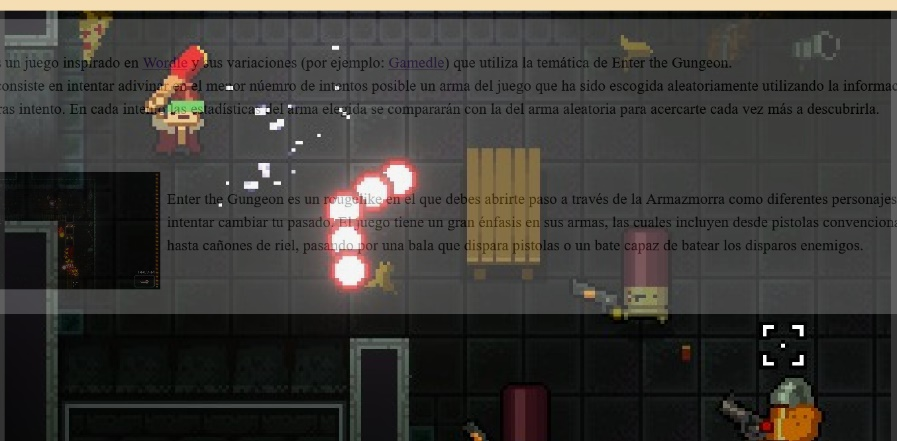 un juego inspirado en Wordle y sus variaciones (por ejemplo: Gamedle) que utiliza la temática de Enter the Gungeon.
consiste en intentar adivinar en el menor núemro de intentos posible un arma del juego que ha sido escogida aleatoriamente utilizando la informac
ras intento. En cada intento las estadísticas del arma elegida se compararán con la del arma aleatoria para acercarte cada vez más a descubrirla.
Enter the Gungeon es un rougelike en el que debes abrirte paso a través de la Armazmorra como diferentes personajes
intentar cambiar tu pasado. El juego tiene un gran énfasis en sus armas, las cuales incluyen desde pistolas convenciona
hasta cañones de riel, pasando por una bala que dispara pistolas o un bate capaz de batear los disparos enemigos.